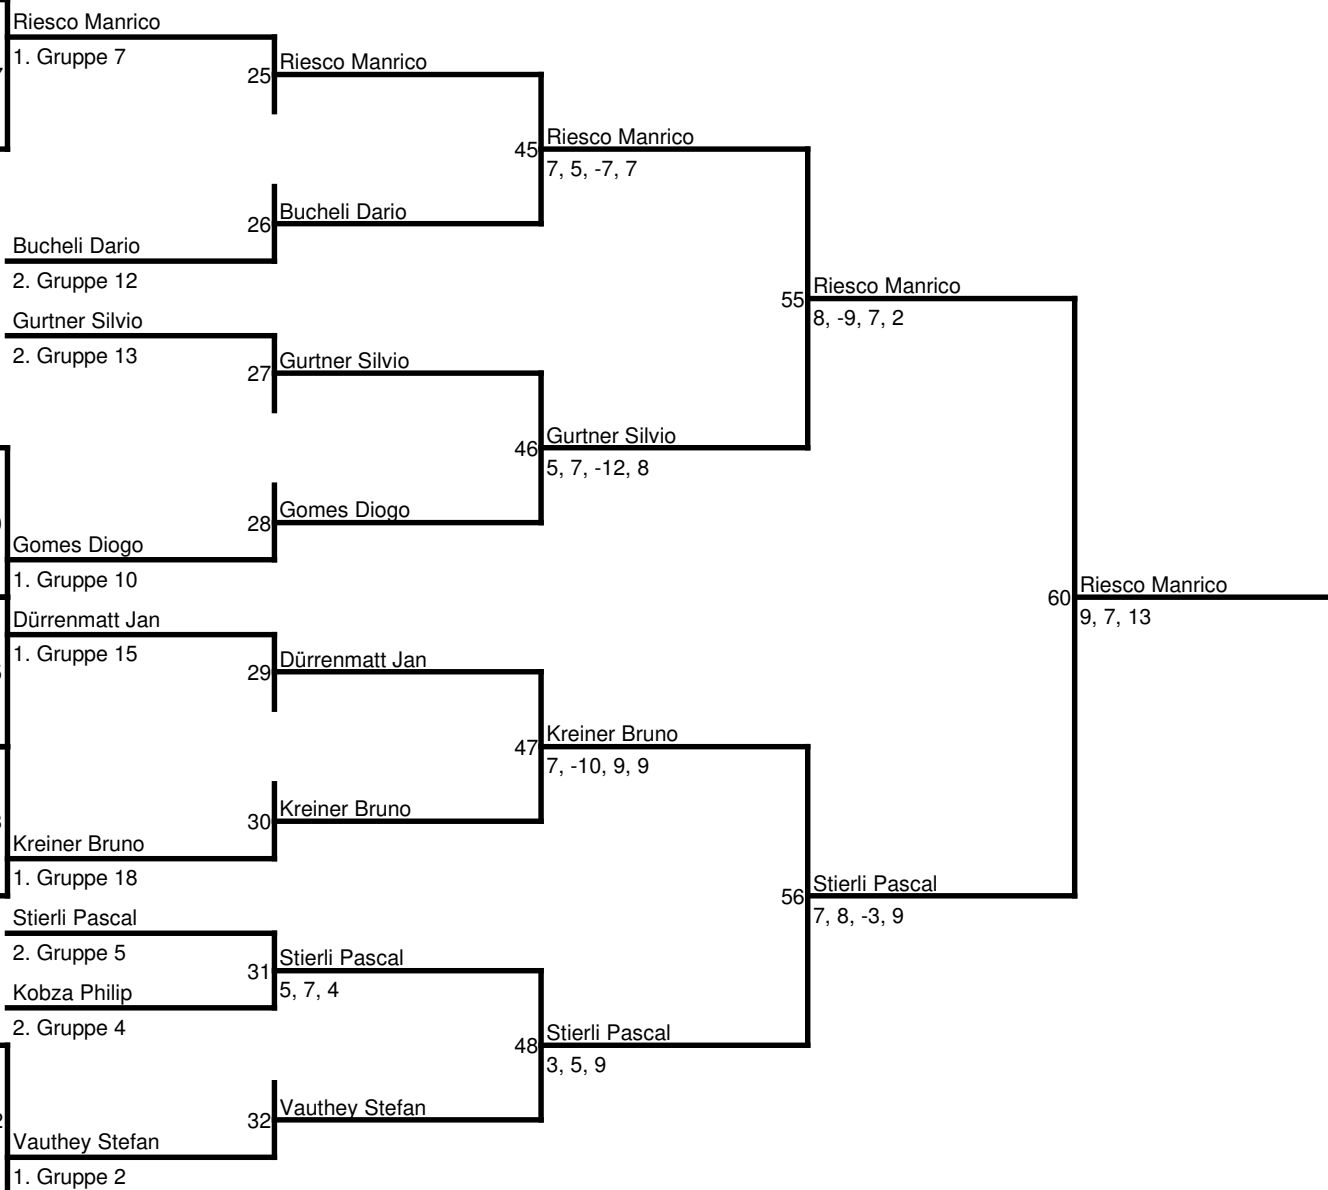 Riesco Manrico
1. Gruppe 7
25
Riesco Manrico
45
Riesco Manrico
7, 5, -7, 7
26
Bucheli Dario
Bucheli Dario
2. Gruppe 12
55
Riesco Manrico
8, -9, 7, 2
Gurtner Silvio
2. Gruppe 13
27
Gurtner Silvio
46
Gurtner Silvio
5, 7, -12, 8
28
Gomes Diogo
Gomes Diogo
1. Gruppe 10
60
Riesco Manrico
9, 7, 13
Dürrenmatt Jan
1. Gruppe 15
29
Dürrenmatt Jan
47
Kreiner Bruno
7, -10, 9, 9
30
Kreiner Bruno
Kreiner Bruno
1. Gruppe 18
56
Stierli Pascal
7, 8, -3, 9
Stierli Pascal
2. Gruppe 5
31
Stierli Pascal
5, 7, 4
Kobza Philip
2. Gruppe 4
48
Stierli Pascal
3, 5, 9
32
Vauthey Stefan
Vauthey Stefan
1. Gruppe 2